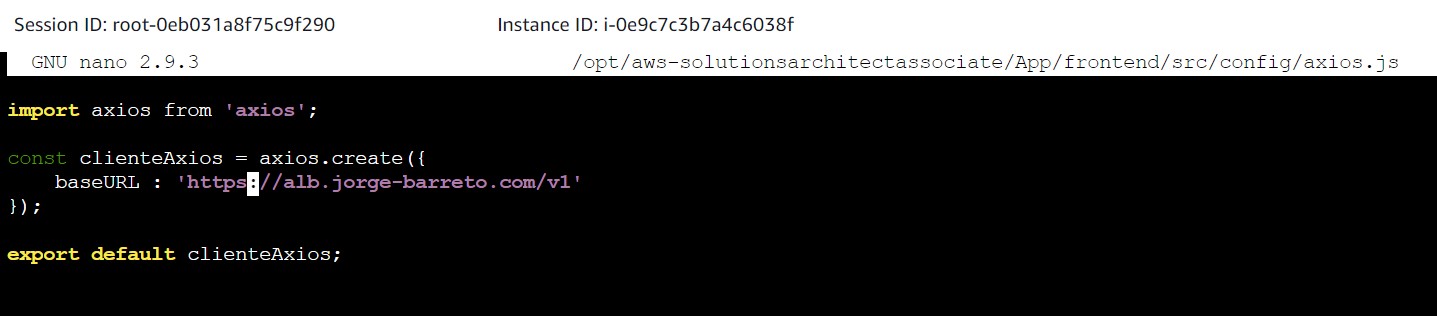 Session ID: root-0eb031a8f75c9f290 Instance ID: i-0e9c7c3b7a4c6038f
GNU nano 2.9.3 /opt/aws-solutionsarchitectassociate/App/frontend/src/config/axios.js
import axios from 'axios';
const clienteAxios = axios.create({
    baseURL : 'https://alb.jorge-barreto.com/v1'
});
export default clienteAxios;